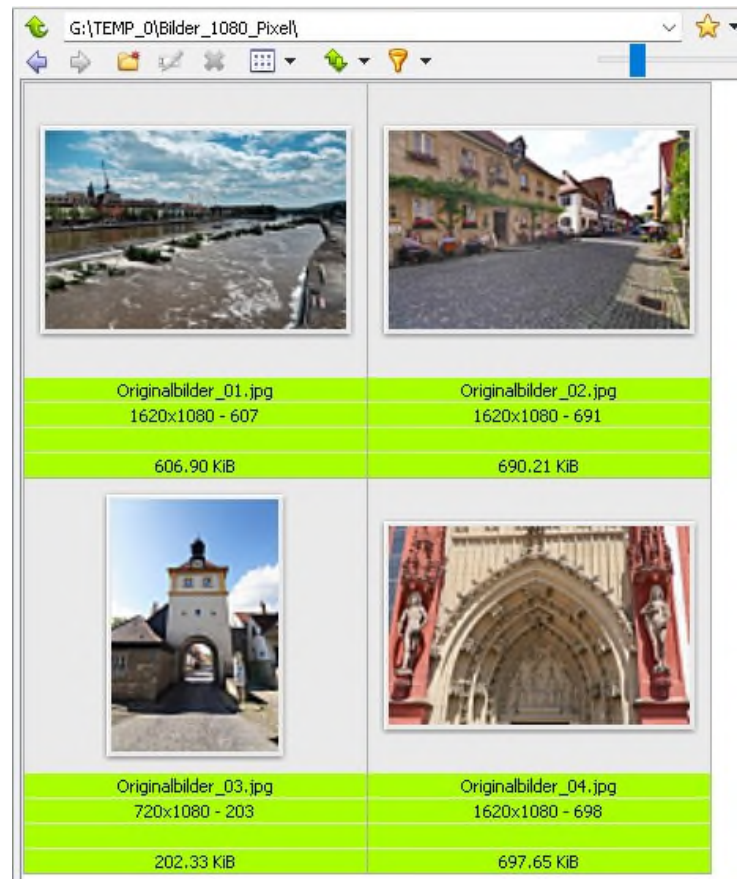 G:\TEMP_0\Bilder_1080_Pixel\
Originalbilder_01.jpg
1620x1080 - 607
606.90 KiB
Originalbilder_02.jpg
1620x1080 - 691
690.21 KiB
Originalbilder_03.jpg
720x1080 - 203
202.33 KiB
Originalbilder_04.jpg
1620x1080 - 698
697.65 KiB